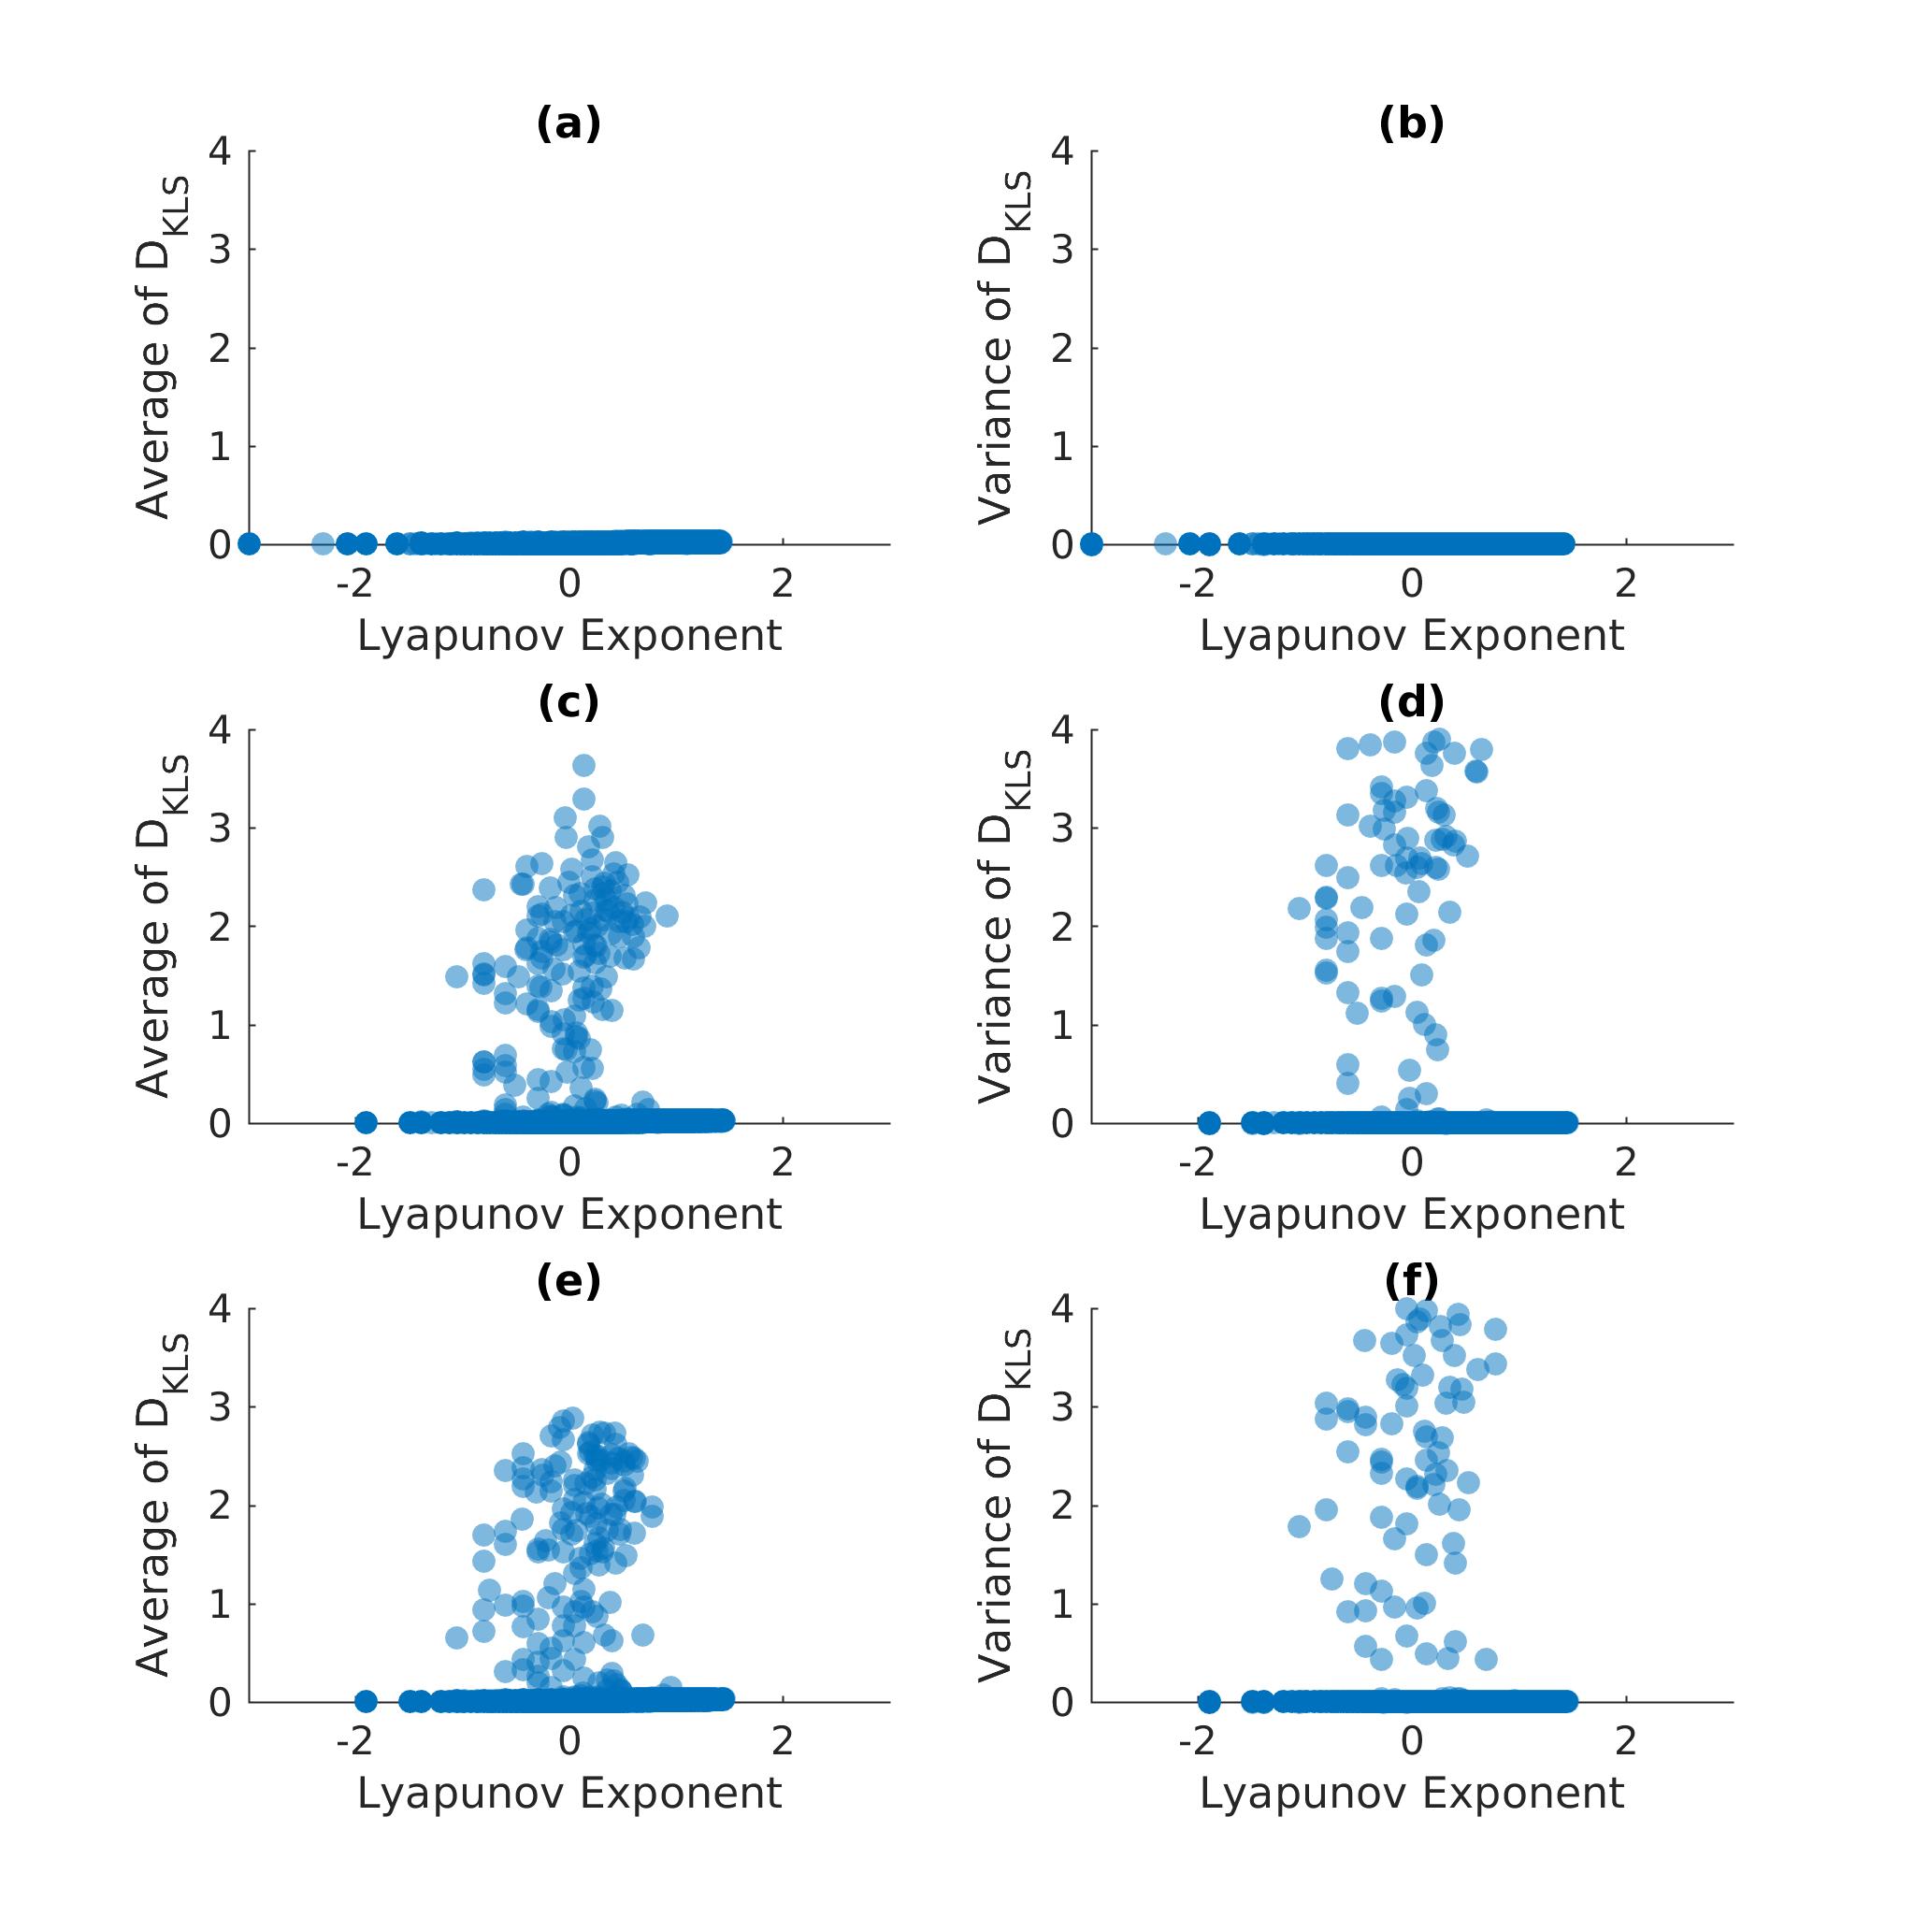 (a)
4
3
2
1
0
-2 0 2
Average of DKLS
Lyapunov Exponent
(b)
4
3
2
1
0
-2 0 2
Variance of DKLS
Lyapunov Exponent
(c)
4
3
2
1
0
-2 0 2
Average of DKLS
Lyapunov Exponent
(d)
4
3
2
1
0
-2 0 2
Variance of DKLS
Lyapunov Exponent
(e)
4
3
2
1
0
-2 0 2
Average of DKLS
Lyapunov Exponent
(f)
4
3
2
1
0
-2 0 2
Variance of DKLS
Lyapunov Exponent